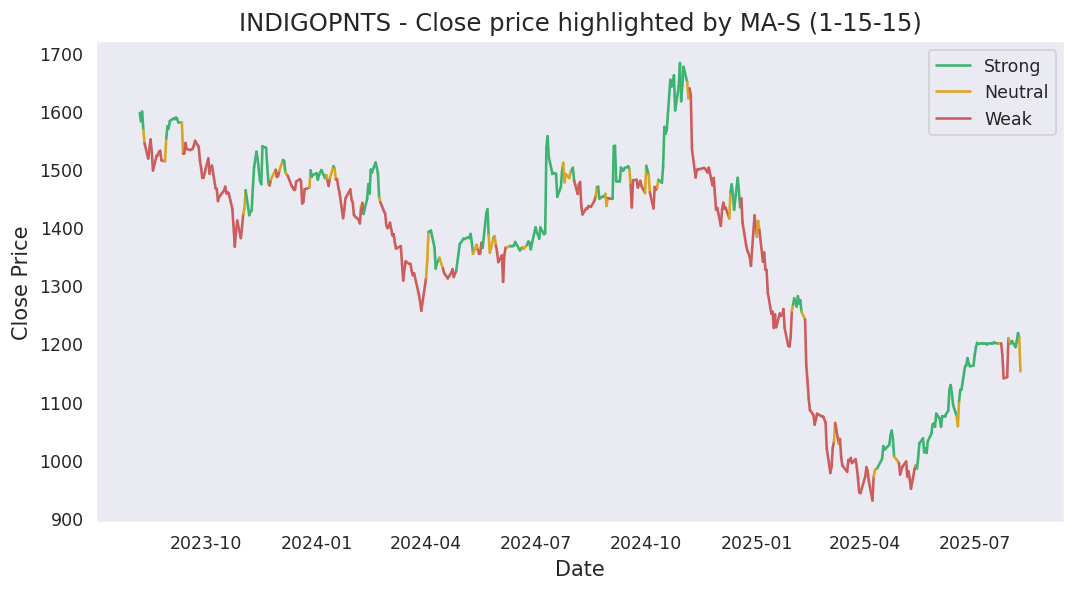 INDIGOPNTS - Close price highlighted by MA-S (1-15-15)
Strong
Neutral
Weak
Close Price
1700
1600
1500
1400
1300
1200
1100
1000
900
2023-10 2024-01 2024-04 2024-07 2024-10 2025-01 2025-04 2025-07
Date